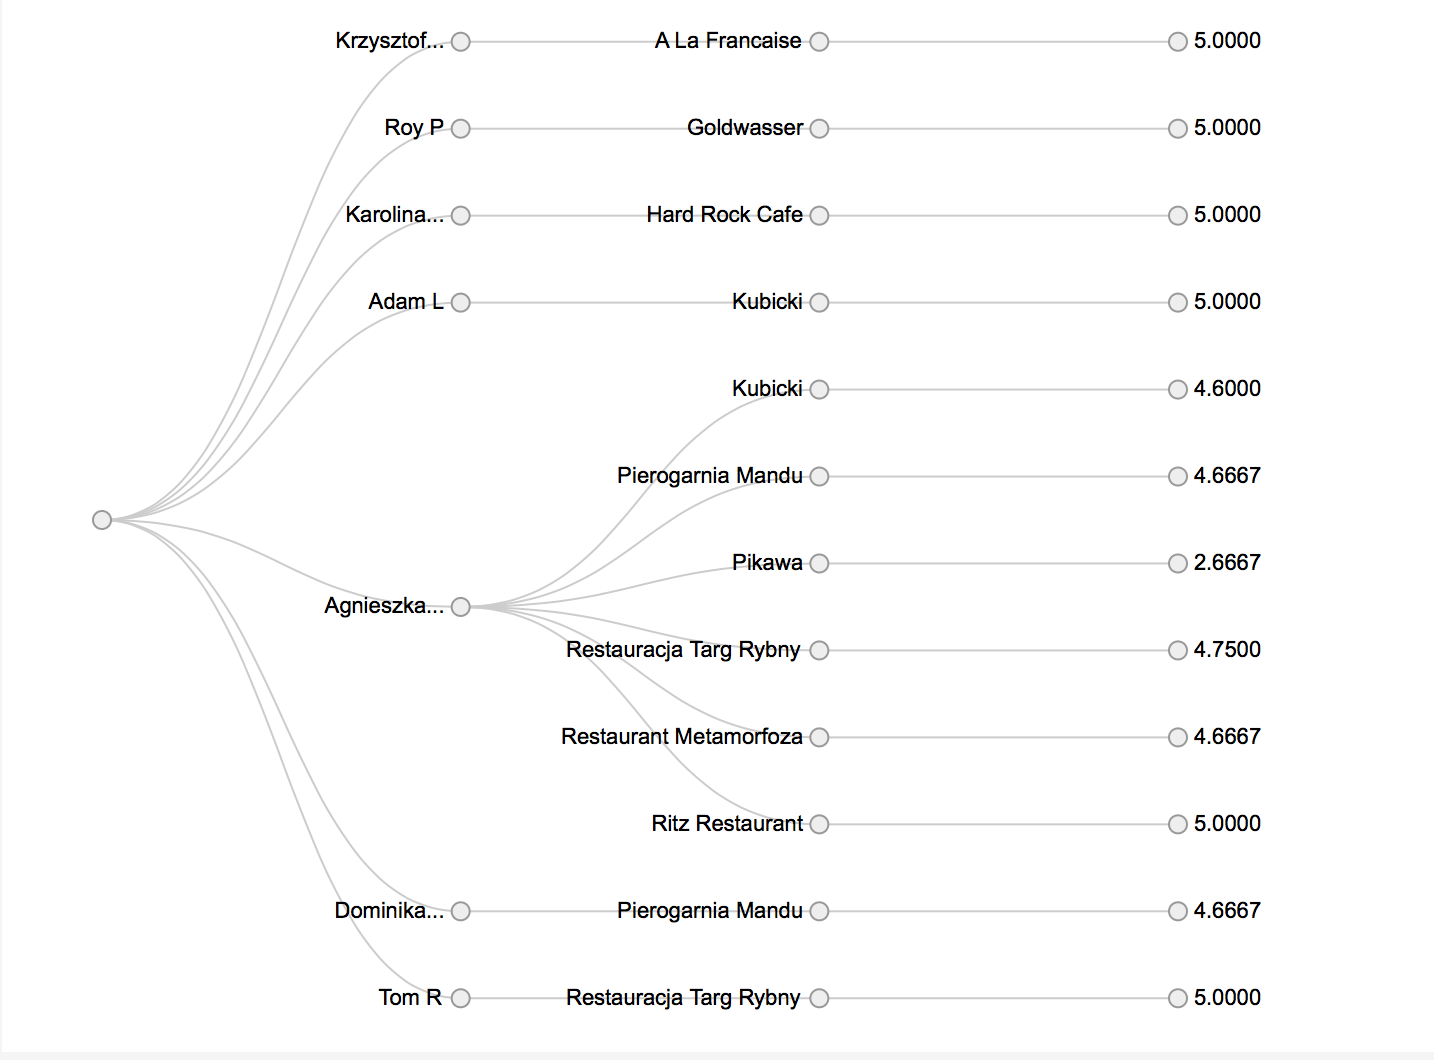 Krzysztof... A La Francaise 5.0000
Roy P Goldwasser 5.0000
Karolina... Hard Rock Cafe 5.0000
Adam L Kubicki 5.0000
Kubicki 4.6000
Pierogarnia Mandu 4.6667
Pikawa 2.6667
Agnieszka...
Restauracja Targ Rybny 4.7500
Restaurant Metamorfoza 4.6667
Ritz Restaurant 5.0000
Dominika... Pierogarnia Mandu 4.6667
Tom R Restauracja Targ Rybny 5.0000